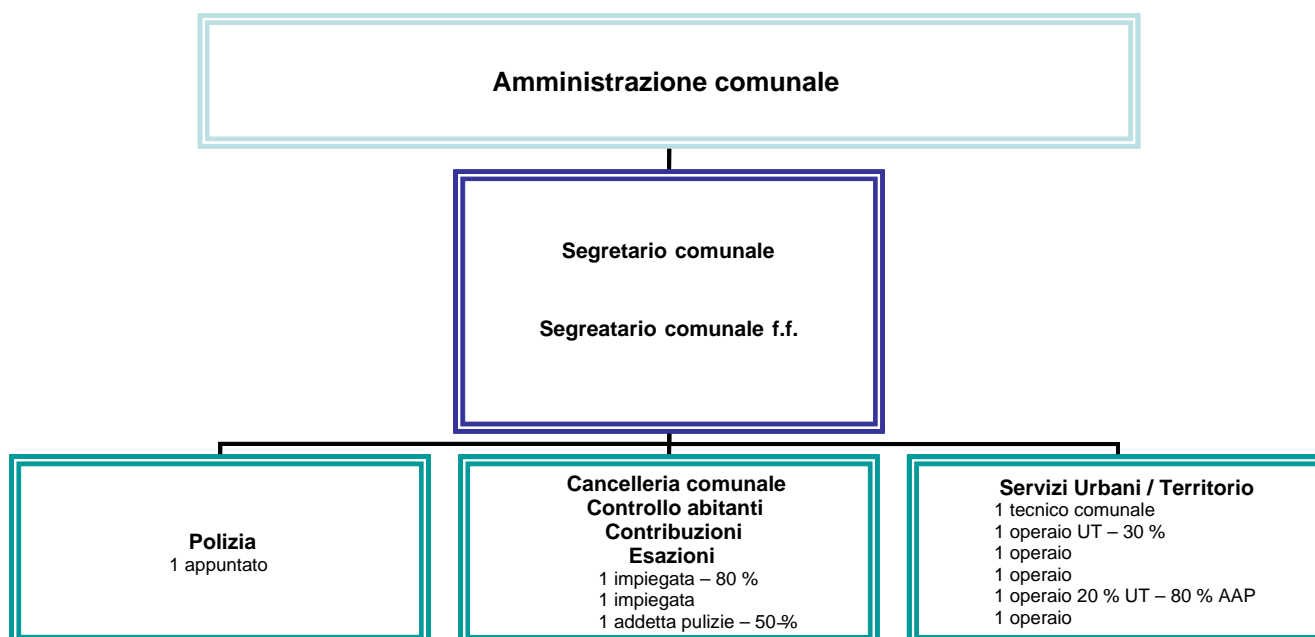 Amministrazione comunale
Segretario comunale
Segreatario comunale f.f.
Polizia
1 appuntato
Cancelleria comunale
Controllo abitanti
Contribuzioni
Esazioni
1 impiegata – 80 %
1 impiegata
1 addetta pulizie – 50 %
Servizi Urbani / Territorio
1 tecnico comunale
1 operaio UT – 30 %
1 operaio
1 operaio
1 operaio 20 % UT – 80 % AAP
1 operaio